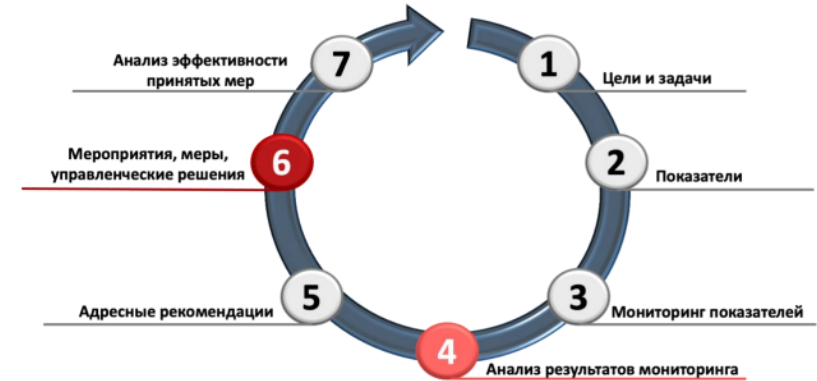 1
Цели и задачи
2
Показатели
3
Мониторинг показателей
4
Анализ результатов мониторинга
5
Адресные рекомендации
6
Мероприятия, меры,
управленческие решения
7
Анализ эффективности
принятых мер